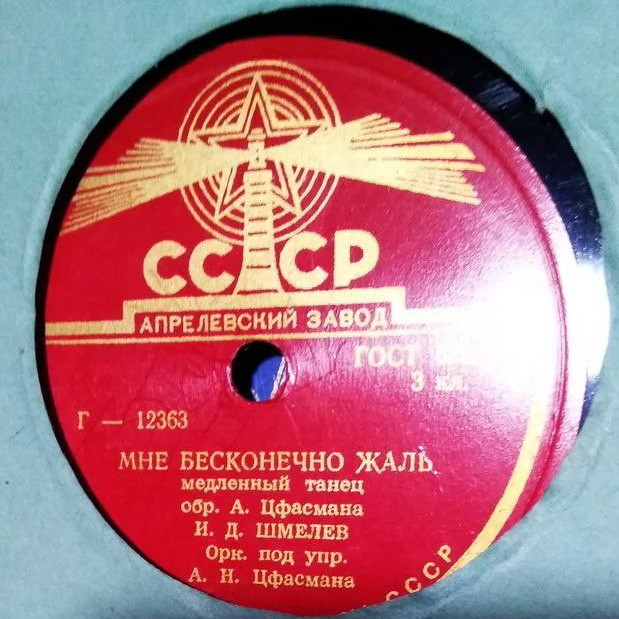 СССР
АПРЕЛЕВСКИЙ ЗАВОД
ГОСТ
3 кл.
Г — 12363
МНЕ БЕСКОНЕЧНО ЖАЛЬ
медленный танец
обр. А. Цфасмана
И. Д. ШМЕЛЕВ
Орк. под упр.
А. Н. Цфасмана
СССР